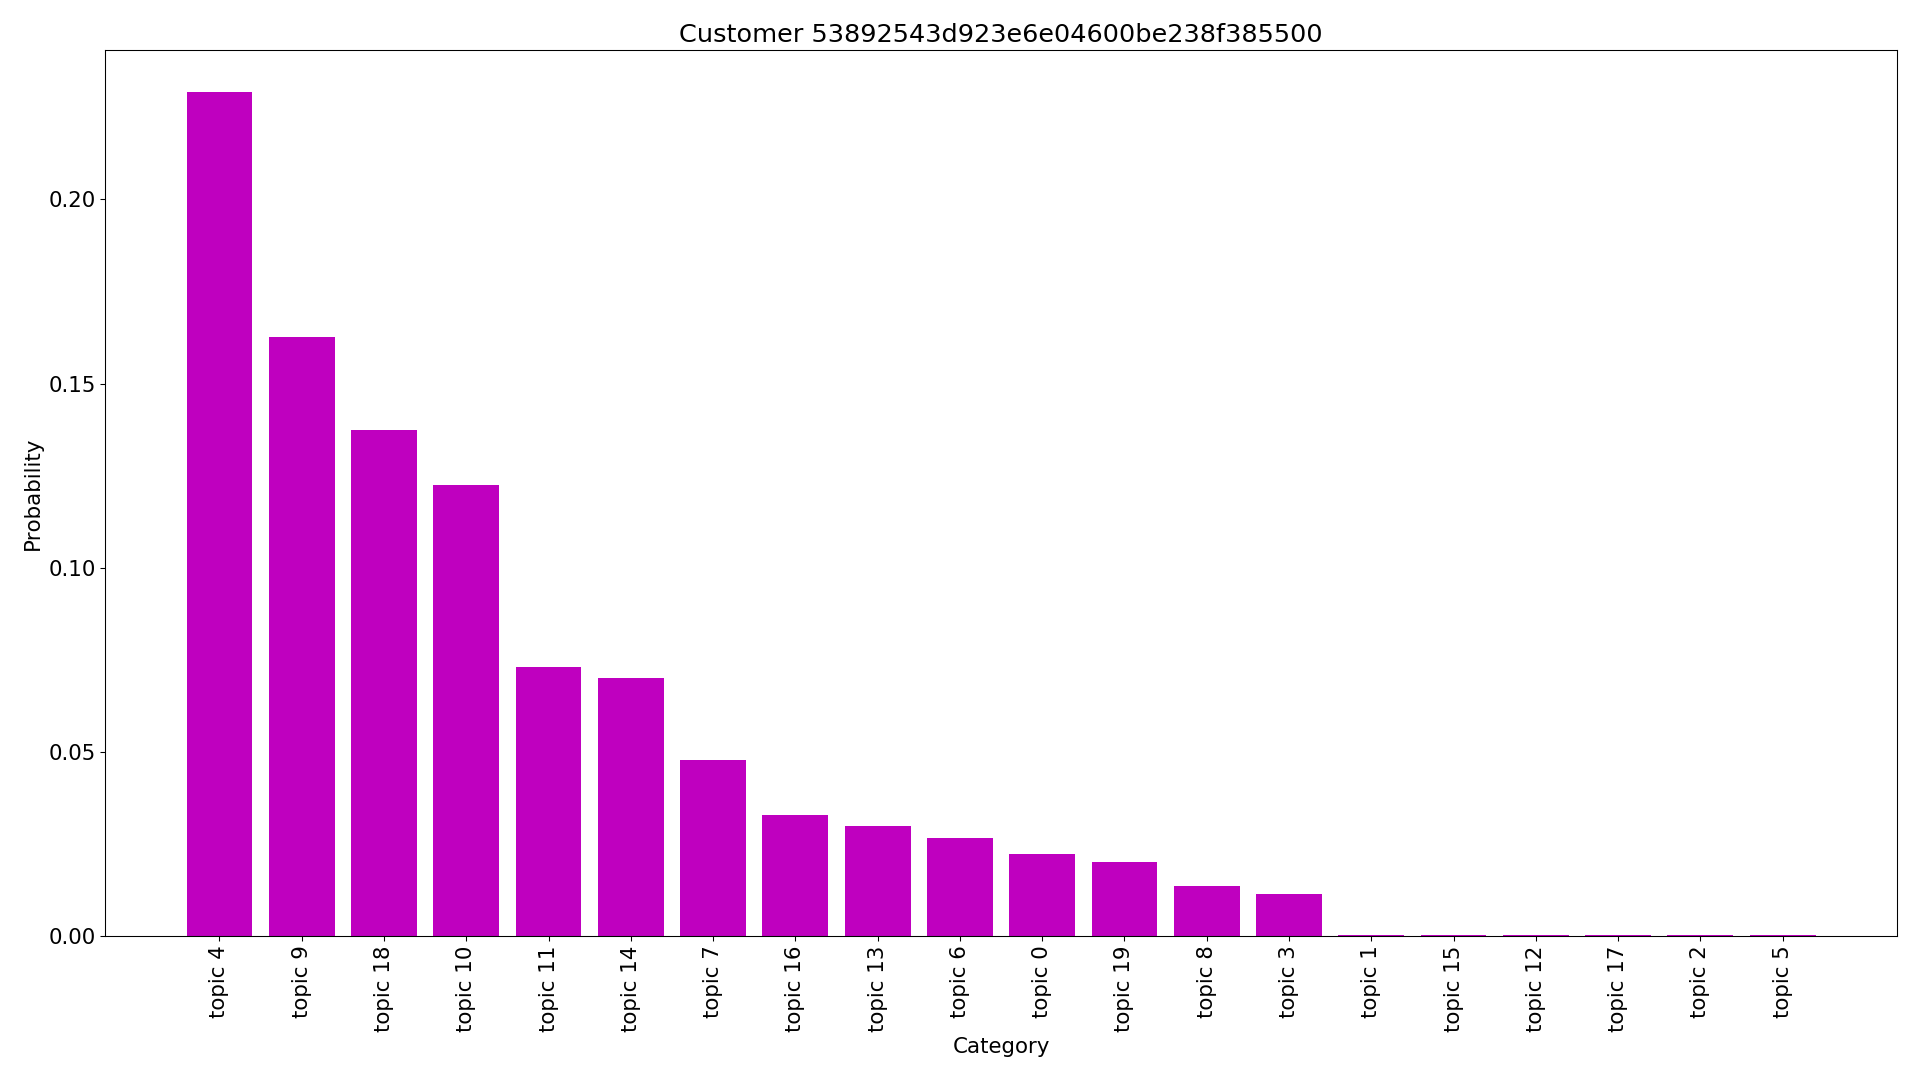 Customer 53892543d923e6e04600be238f385500
Probability
0.20
0.15
0.10
0.05
0.00
topic 4
topic 9
topic 18
topic 10
topic 11
topic 14
topic 7
topic 16
topic 13
topic 6
topic 0
topic 19
topic 8
topic 3
topic 1
topic 15
topic 12
topic 17
topic 2
topic 5
Category